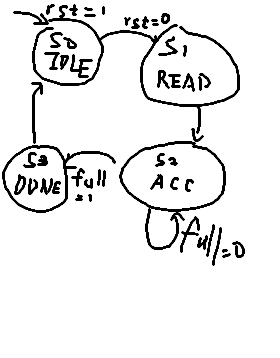 rst=1
rst=0
S0
IDLE
S1
READ
S3
DONE
full
=1
S2
ACC
full=0